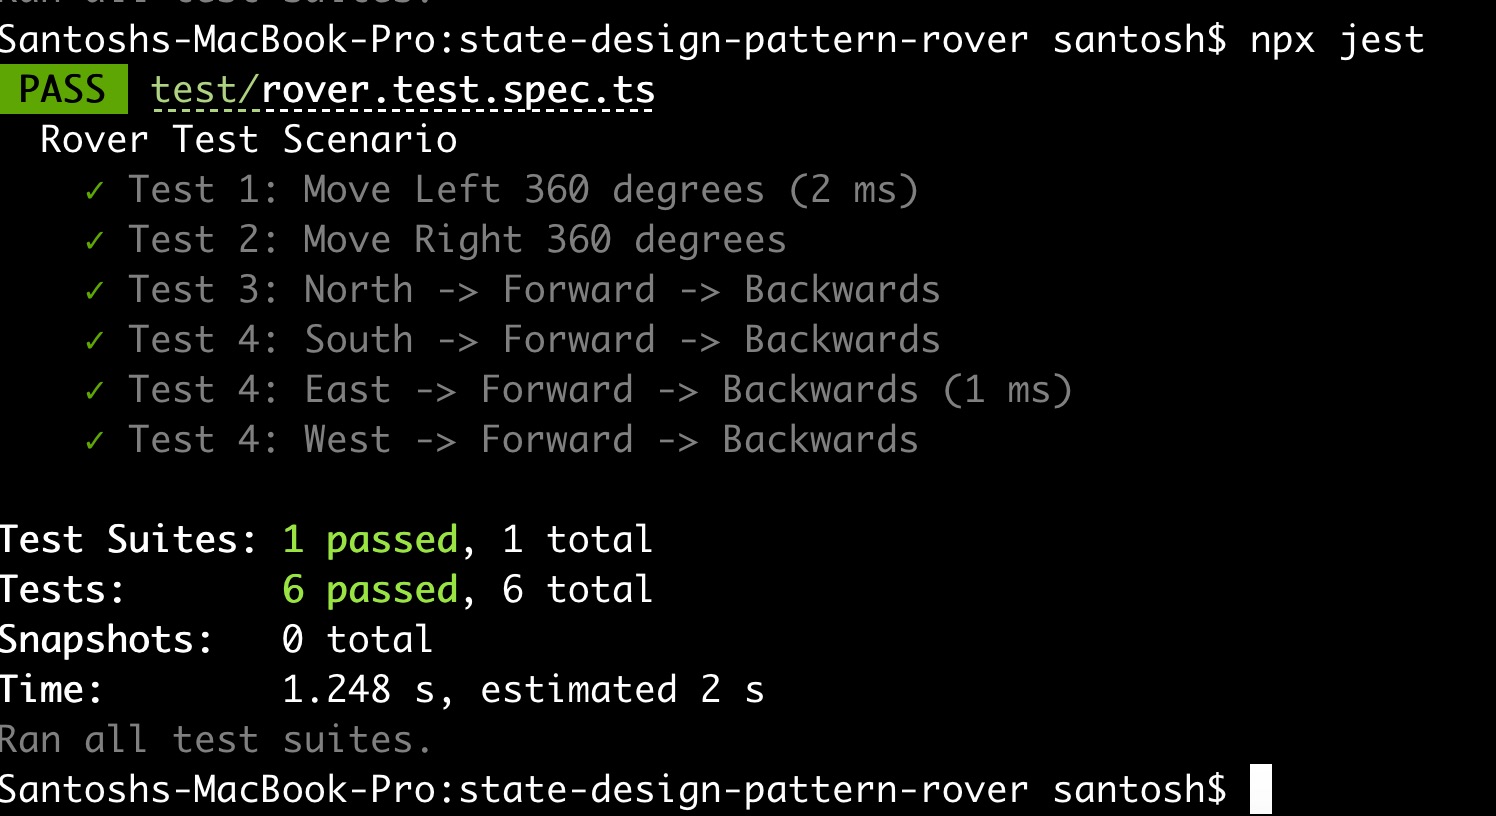 Ran all test suites.
Santoshs-MacBook-Pro:state-design-pattern-rover santosh$ npx jest
PASS test/rover.test.spec.ts
Rover Test Scenario
✓ Test 1: Move Left 360 degrees (2 ms)
✓ Test 2: Move Right 360 degrees
✓ Test 3: North -> Forward -> Backwards
✓ Test 4: South -> Forward -> Backwards
✓ Test 4: East -> Forward -> Backwards (1 ms)
✓ Test 4: West -> Forward -> Backwards
Test Suites: 1 passed, 1 total
Tests: 6 passed, 6 total
Snapshots: 0 total
Time: 1.248 s, estimated 2 s
Ran all test suites.
Santoshs-MacBook-Pro:state-design-pattern-rover santosh$